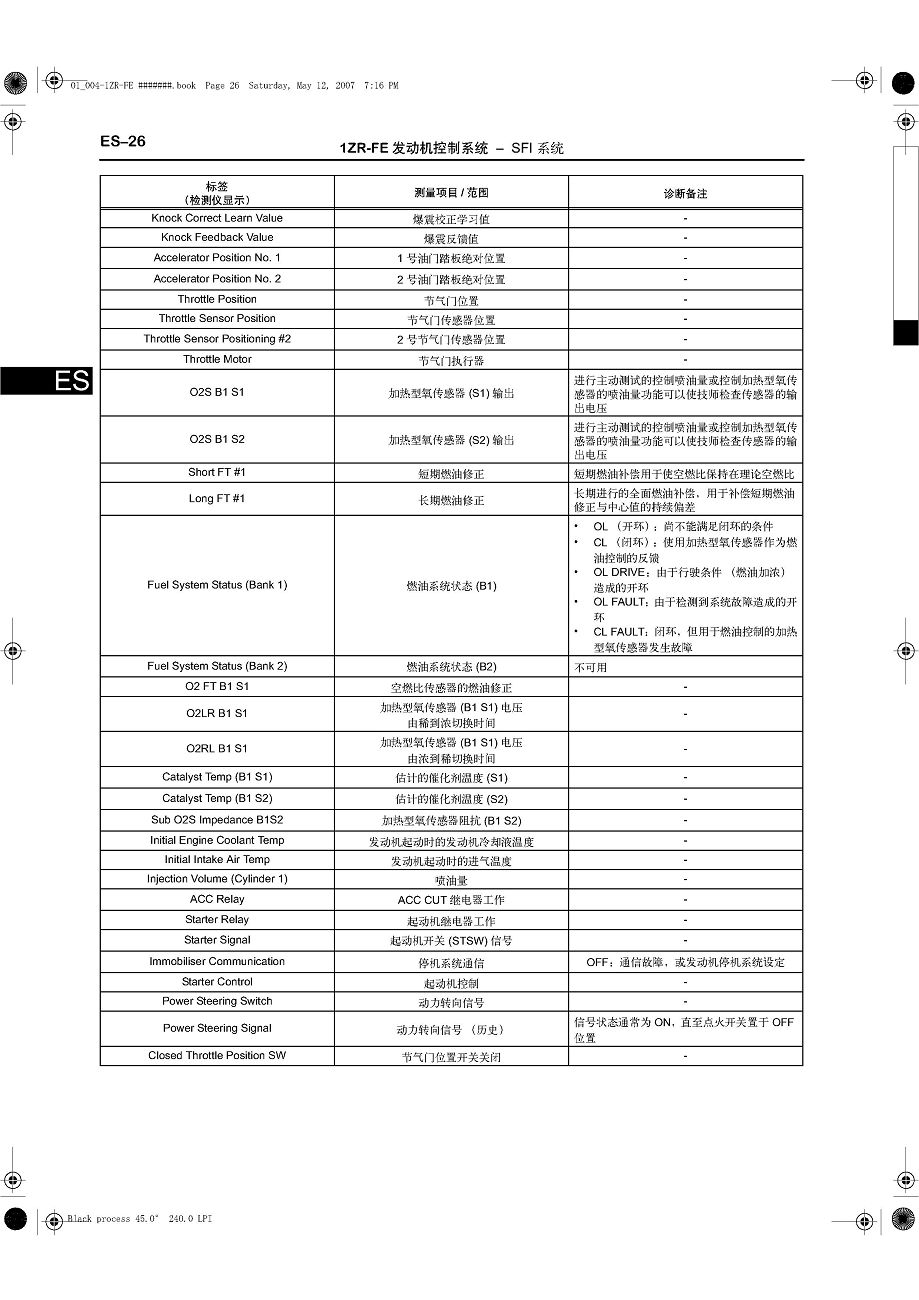 01_004-1ZR-FE #######.book Page 26 Saturday, May 12, 2007 7:16 PM
ES–26
1ZR-FE 发动机控制系统 – SFI 系统
标签
（检测仪显示）
测量项目 / 范围
诊断备注
Knock Correct Learn Value 爆震校正学习值 -
Knock Feedback Value 爆震反馈值 -
Accelerator Position No. 1 1 号油门踏板绝对位置 -
Accelerator Position No. 2 2 号油门踏板绝对位置 -
Throttle Position 节气门位置 -
Throttle Sensor Position 节气门传感器位置 -
Throttle Sensor Positioning #2 2 号节气门传感器位置 -
Throttle Motor 节气门执行器 -
ES
O2S B1 S1 加热型氧传感器 (S1) 输出
进行主动测试的控制喷油量或控制加热型氧传
感器的喷油量功能可以使技师检查传感器的输
出电压
O2S B1 S2 加热型氧传感器 (S2) 输出
进行主动测试的控制喷油量或控制加热型氧传
感器的喷油量功能可以使技师检查传感器的输
出电压
Short FT #1 短期燃油修正 短期燃油补偿用于使空燃比保持在理论空燃比
Long FT #1 长期燃油修正
长期进行的全面燃油补偿，用于补偿短期燃油
修正与中心值的持续偏差
Fuel System Status (Bank 1) 燃油系统状态 (B1)
• OL （开环）：尚不能满足闭环的条件
• CL （闭环）：使用加热型氧传感器作为燃
油控制的反馈
• OL DRIVE：由于行驶条件 （燃油加浓）
造成的开环
• OL FAULT：由于检测到系统故障造成的开
环
• CL FAULT：闭环，但用于燃油控制的加热
型氧传感器发生故障
Fuel System Status (Bank 2) 燃油系统状态 (B2) 不可用
O2 FT B1 S1 空燃比传感器的燃油修正 -
O2LR B1 S1
加热型氧传感器 (B1 S1) 电压
由稀到浓切换时间
-
O2RL B1 S1
加热型氧传感器 (B1 S1) 电压
由浓到稀切换时间
-
Catalyst Temp (B1 S1) 估计的催化剂温度 (S1) -
Catalyst Temp (B1 S2) 估计的催化剂温度 (S2) -
Sub O2S Impedance B1S2 加热型氧传感器阻抗 (B1 S2) -
Initial Engine Coolant Temp 发动机起动时的发动机冷却液温度 -
Initial Intake Air Temp 发动机起动时的进气温度 -
Injection Volume (Cylinder 1) 喷油量 -
ACC Relay ACC CUT 继电器工作 -
Starter Relay 起动机继电器工作 -
Starter Signal 起动机开关 (STSW) 信号 -
Immobiliser Communication 停机系统通信 OFF：通信故障，或发动机停机系统设定
Starter Control 起动机控制 -
Power Steering Switch 动力转向信号 -
Power Steering Signal 动力转向信号 （历史）
信号状态通常为 ON，直至点火开关置于 OFF
位置
Closed Throttle Position SW 节气门位置开关关闭 -
Black process 45.0° 240.0 LPI